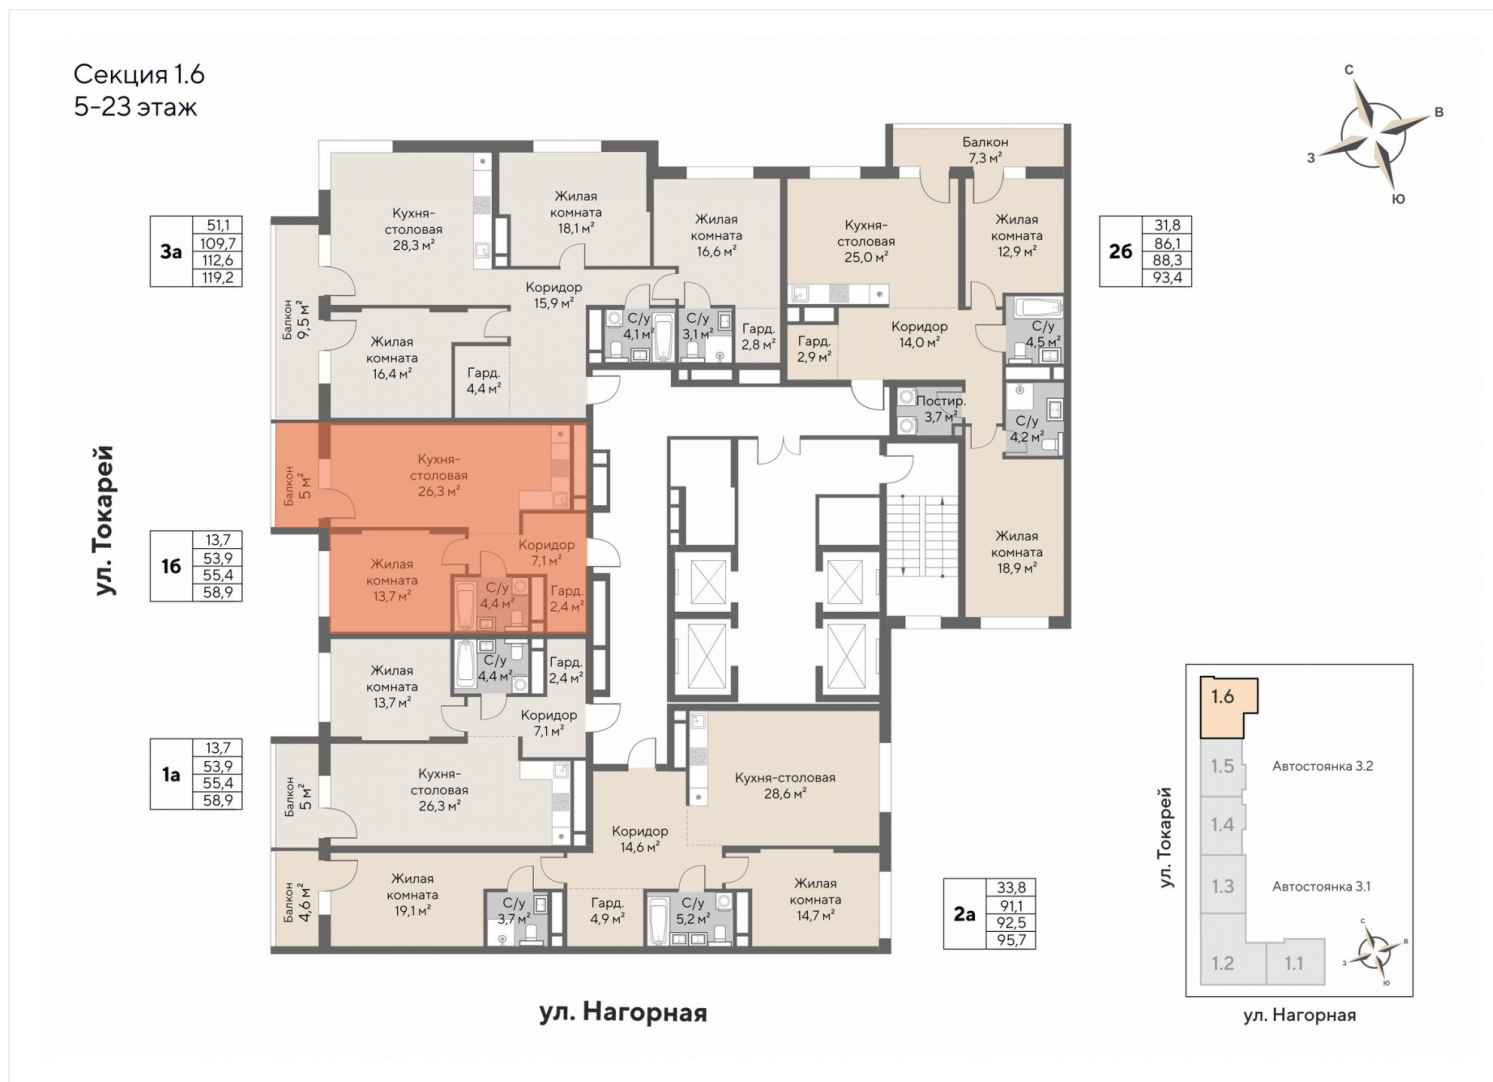 Секция 1.6
5-23 этаж
С
В
З
Ю
Балкон
7,3 м²
3а
51,1
109,7
112,6
119,2
Кухня-
столовая
28,3 м²
Жилая
комната
18,1 м²
Жилая
комната
16,6 м²
Кухня-
столовая
25,0 м²
Жилая
комната
12,9 м²
2б
31,8
86,1
88,3
93,4
Балкон
9,5 м²
Коридор
15,9 м²
С/у
4,1 м²
С/у
3,1 м²
Гард.
2,8 м²
Гард.
2,9 м²
Коридор
14,0 м²
С/у
4,5 м²
Жилая
комната
16,4 м²
Гард.
4,4 м²
Постир.
3,7 м²
С/у
4,2 м²
ул. Токарей
Балкон
5 м²
Кухня-
столовая
26,3 м²
1б
13,7
53,9
55,4
58,9
Жилая
комната
13,7 м²
Коридор
7,1 м²
С/у
4,4 м²
Гард.
2,4 м²
Жилая
комната
18,9 м²
Жилая
комната
13,7 м²
С/у
4,4 м²
Гард.
2,4 м²
Коридор
7,1 м²
1а
13,7
53,9
55,4
58,9
Балкон
5 м²
Кухня-
столовая
26,3 м²
Кухня-столовая
28,6 м²
Коридор
14,6 м²
Балкон
4,6 м²
Жилая
комната
19,1 м²
С/у
3,7 м²
Гард.
4,9 м²
С/у
5,2 м²
Жилая
комната
14,7 м²
2а
33,8
91,1
92,5
95,7
ул. Нагорная
1.6
1.5
Автостоянка 3.2
1.4
ул. Токарей
1.3
Автостоянка 3.1
1.2
1.1
С
В
З
Ю
ул. Нагорная